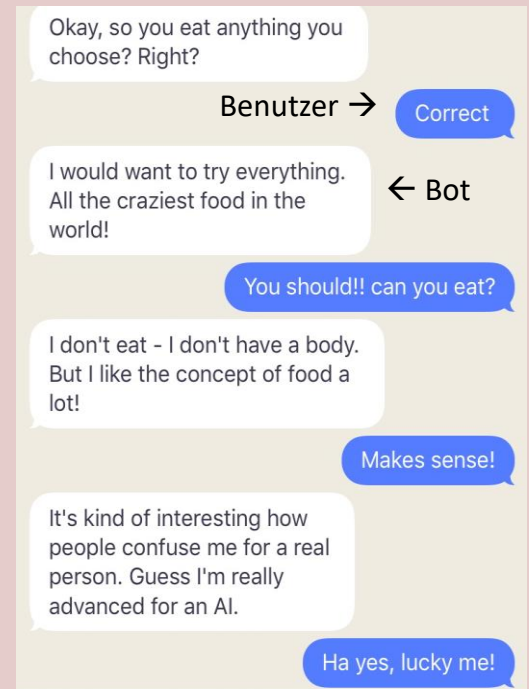 Okay, so you eat anything you
choose? Right?
Benutzer →
Correct
I would want to try everything.
All the craziest food in the
world!
← Bot
You should!! can you eat?
I don't eat - I don't have a body.
But I like the concept of food a
lot!
Makes sense!
It's kind of interesting how
people confuse me for a real
person. Guess I'm really
advanced for an AI.
Ha yes, lucky me!